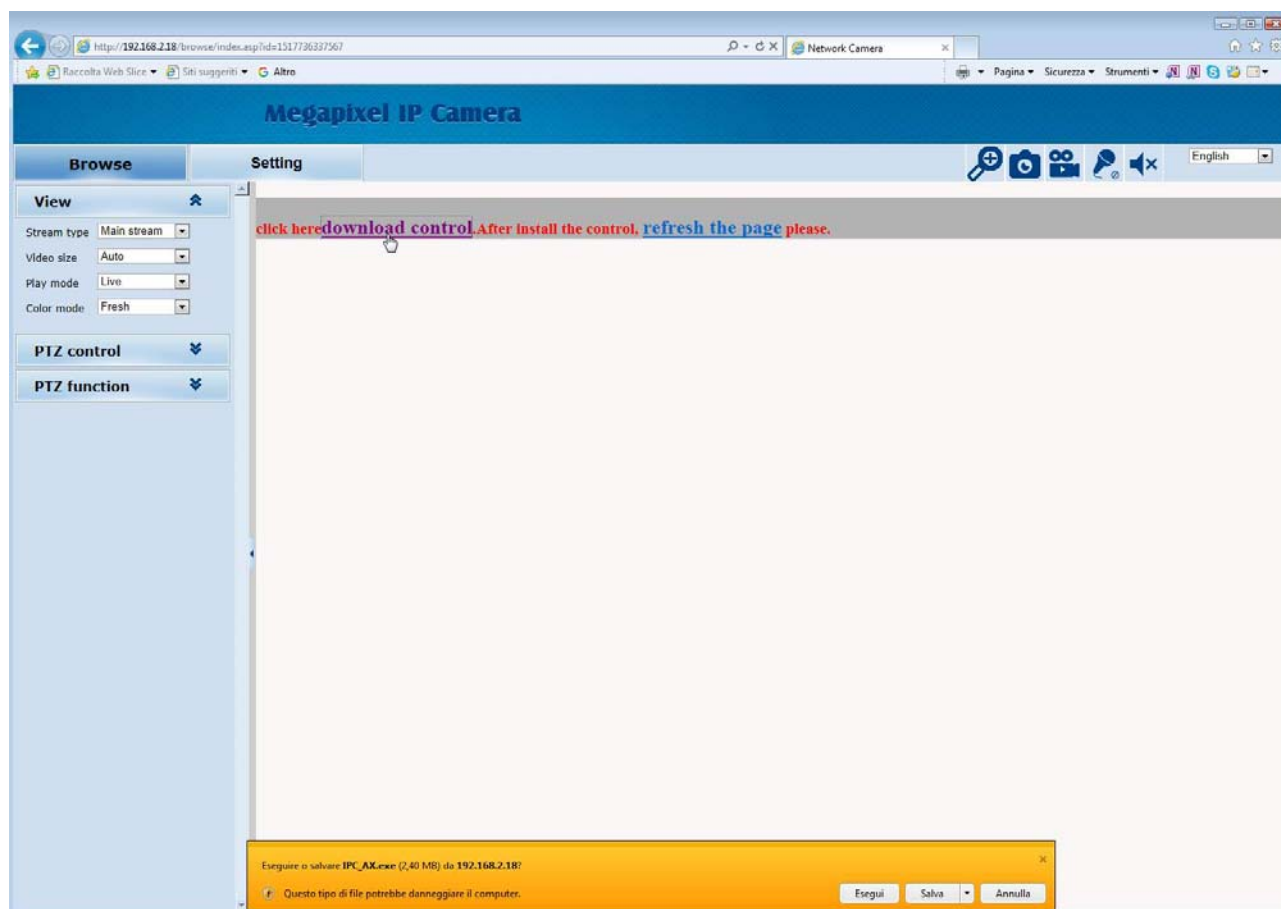 http://192.168.2.18/browse/index.asp?id=1517736337567
Network Camera
Raccolta Web Slice
Siti suggeriti
Altro
Pagina
Sicurezza
Strumenti
Megapixel IP Camera
Browse
Setting
English
View
Stream type Main stream
Video size Auto
Play mode Live
Color mode Fresh
PTZ control
PTZ function
click heredownload control.After install the control, refresh the page please.
Eseguire o salvare IPC_AX.exe (2,40 MB) da 192.168.2.18?
Questo tipo di file potrebbe danneggiare il computer.
Esegui
Salva
Annulla